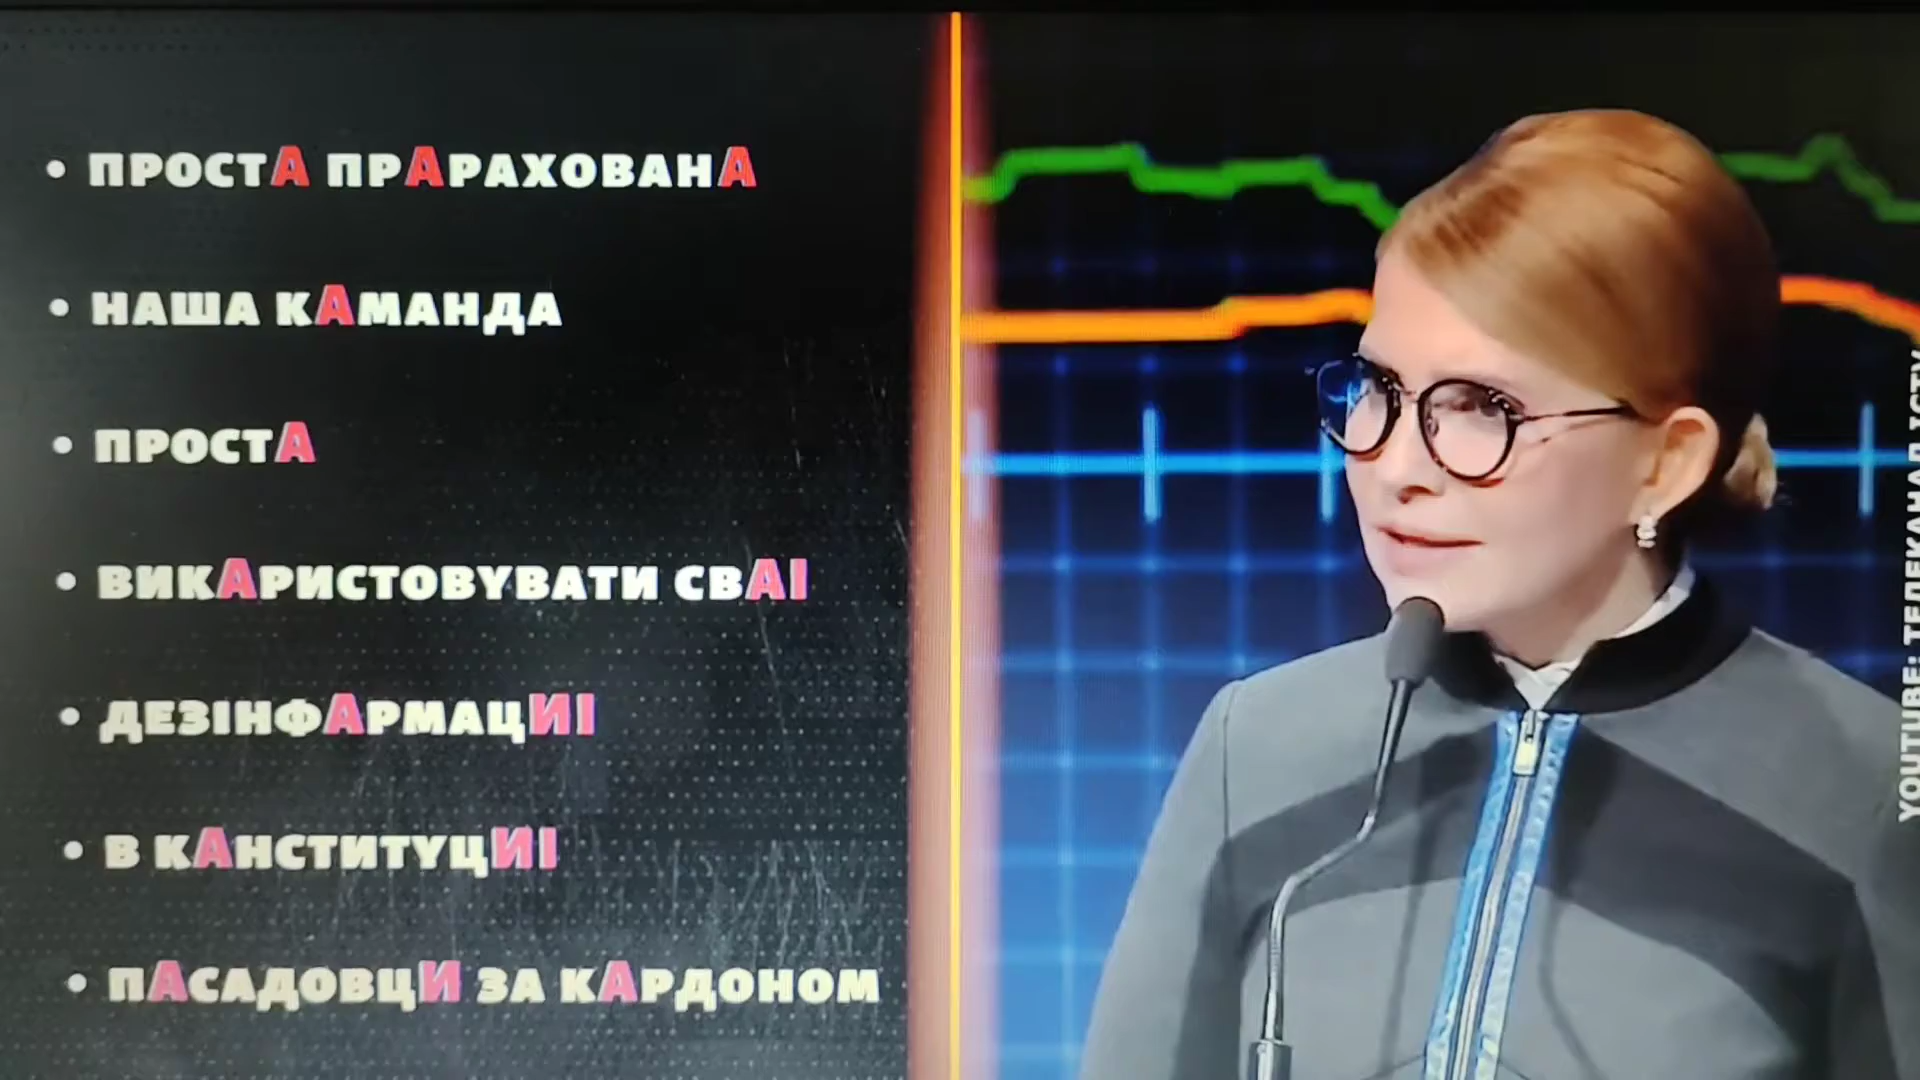 • ПРОСТА ПРАРАХОВАНА
• НАША КАМАНДА
• ПРОСТА
• ВИКАРИСТОВУВАТИ СВАІ
• ДЕЗІНФАРМАЦИІ
• В КАНСТИТУЦИІ
• ПАСАДОВЦИ ЗА КАРДОНОМ
YOUTUBE: ТЕЛЕКАНАЛ ICTV